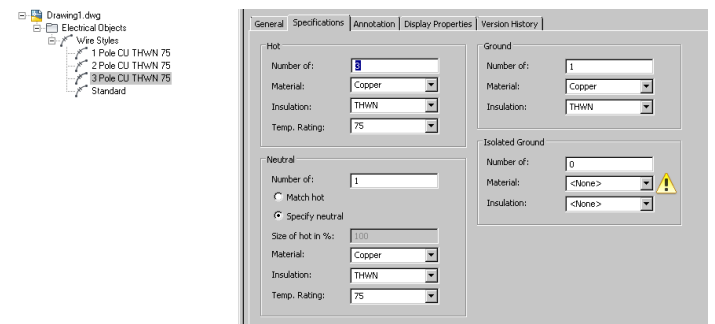 Drawing1.dwg
Electrical Objects
Wire Styles
1 Pole CU THWN 75
2 Pole CU THWN 75
3 Pole CU THWN 75
Standard
General Specifications Annotation Display Properties Version History
Hot
Number of: 3
Material: Copper
Insulation: THWN
Temp. Rating: 75
Neutral
Number of: 1
Match hot
Specify neutral
Size of hot in %: 100
Material: Copper
Insulation: THWN
Temp. Rating: 75
Ground
Number of: 1
Material: Copper
Insulation: THWN
Isolated Ground
Number of: 0
Material: <None>
Insulation: <None>